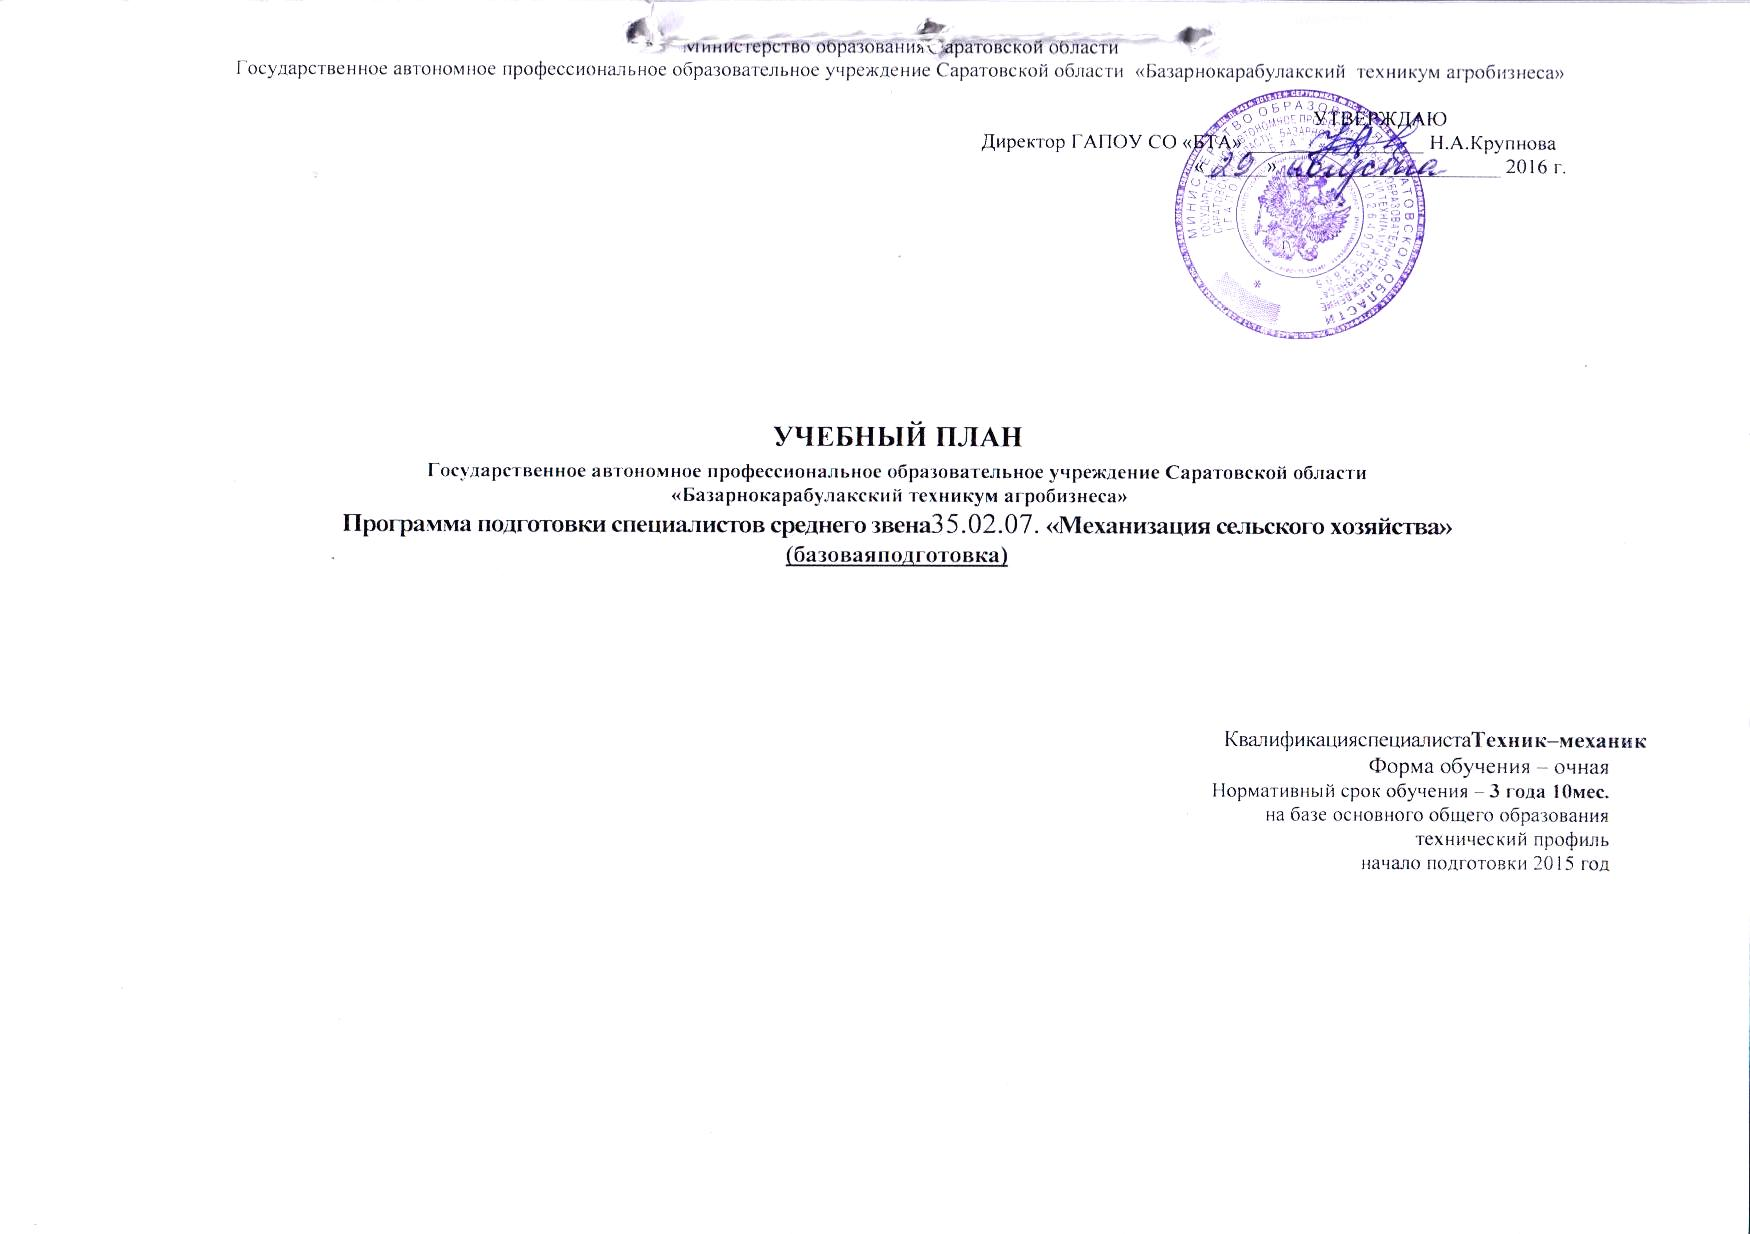 Министерство образования Саратовской области
Государственное автономное профессиональное образовательное учреждение Саратовской области «Базарнокарабулакский техникум агробизнеса»
УТВЕРЖДАЮ
Директор ГАПОУ СО «БТА» Н.А.Крупнова
«29» августа 2016 г.
УЧЕБНЫЙ ПЛАН
Государственное автономное профессиональное образовательное учреждение Саратовской области
«Базарнокарабулакский техникум агробизнеса»
Программа подготовки специалистов среднего звена35.02.07. «Механизация сельского хозяйства»
(базоваяподготовка)
КвалификацияспециалистаТехник–механик
Форма обучения – очная
Нормативный срок обучения – 3 года 10мес.
на базе основного общего образования
технический профиль
начало подготовки 2015 год